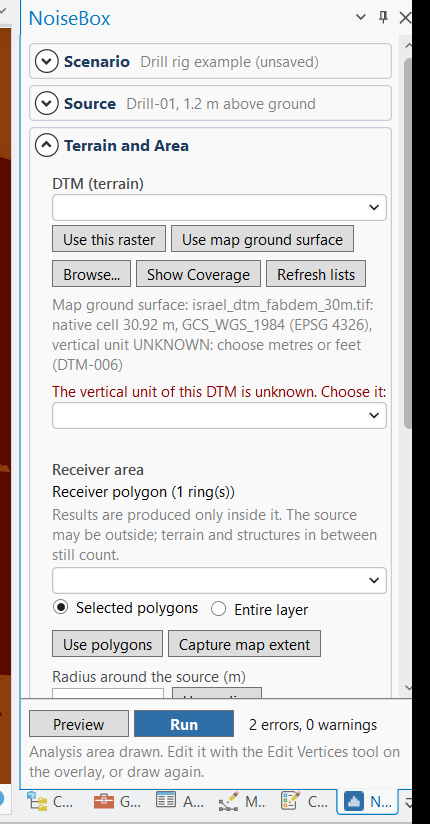 NoiseBox
Scenario Drill rig example (unsaved)
Source Drill-01, 1.2 m above ground
Terrain and Area
DTM (terrain)
Use this raster Use map ground surface
Browse... Show Coverage Refresh lists
Map ground surface: israel_dtm_fabdem_30m.tif:
native cell 30.92 m, GCS_WGS_1984 (EPSG 4326),
vertical unit UNKNOWN: choose metres or feet
(DTM-006)
The vertical unit of this DTM is unknown. Choose it:
Receiver area
Receiver polygon (1 ring(s))
Results are produced only inside it. The source
may be outside; terrain and structures in between
still count.
Selected polygons Entire layer
Use polygons Capture map extent
Radius around the source (m)
Preview Run 2 errors, 0 warnings
Analysis area drawn. Edit it with the Edit Vertices tool on
the overlay, or draw again.
C... G... A... M... C... N...